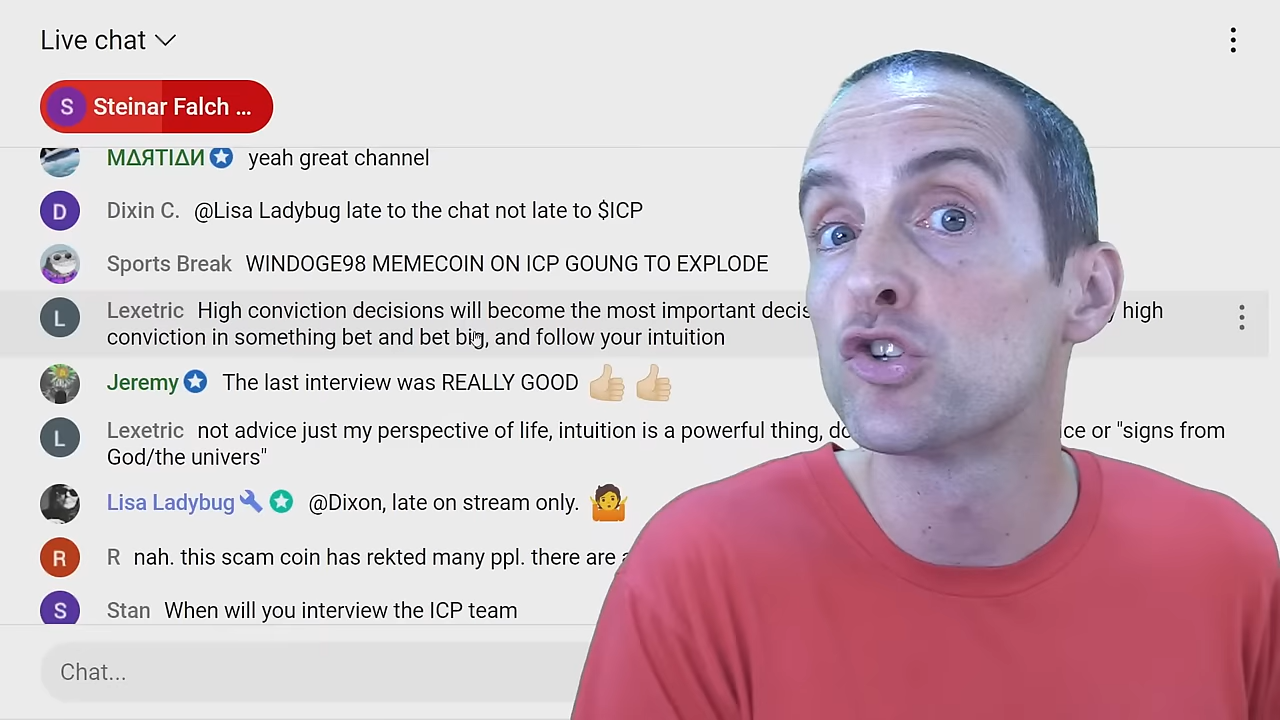 Live chat
S Steinar Falch ...
MΔЯTIΔИ yeah great channel
D Dixin C. @Lisa Ladybug late to the chat not late to $ICP
Sports Break WINDOGE98 MEMECOIN ON ICP GOUNG TO EXPLODE
L Lexetric High conviction decisions will become the most important high
conviction in something bet and bet big, and follow your intuition
Jeremy The last interview was REALLY GOOD 👍🏼 👍🏼
L Lexetric not advice just my perspective of life, intuition is a powerful thing, or "signs from
God/the univers"
Lisa Ladybug @Dixon, late on stream only. 🤷
R R nah. this scam coin has rekted many ppl. there are
S Stan When will you interview the ICP team
Chat...